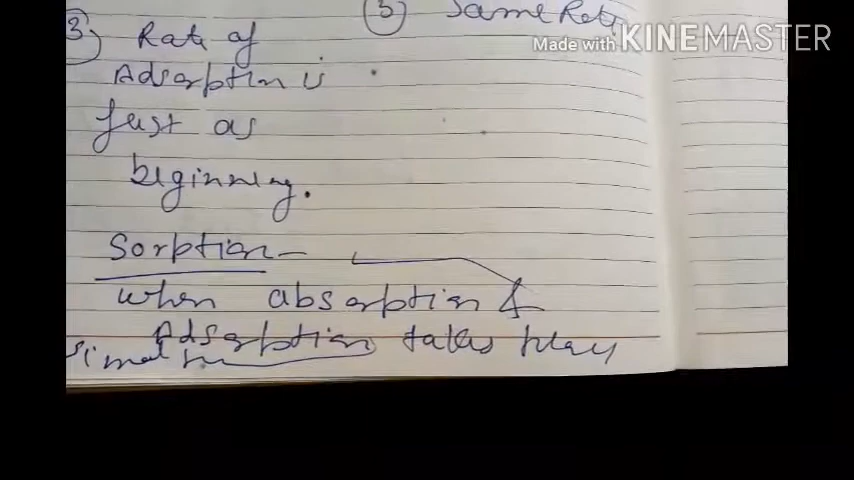 3) Rate of
Adsorption is
fast as
beginning.
(3) Same Rate
Made with KINEMASTER
Sorption-
when absorption &
Adsorption takes place